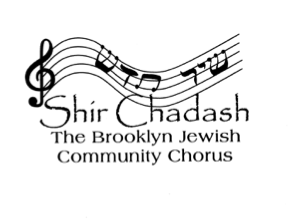 שיר חדש
Shir Chadash
The Brooklyn Jewish
Community Chorus